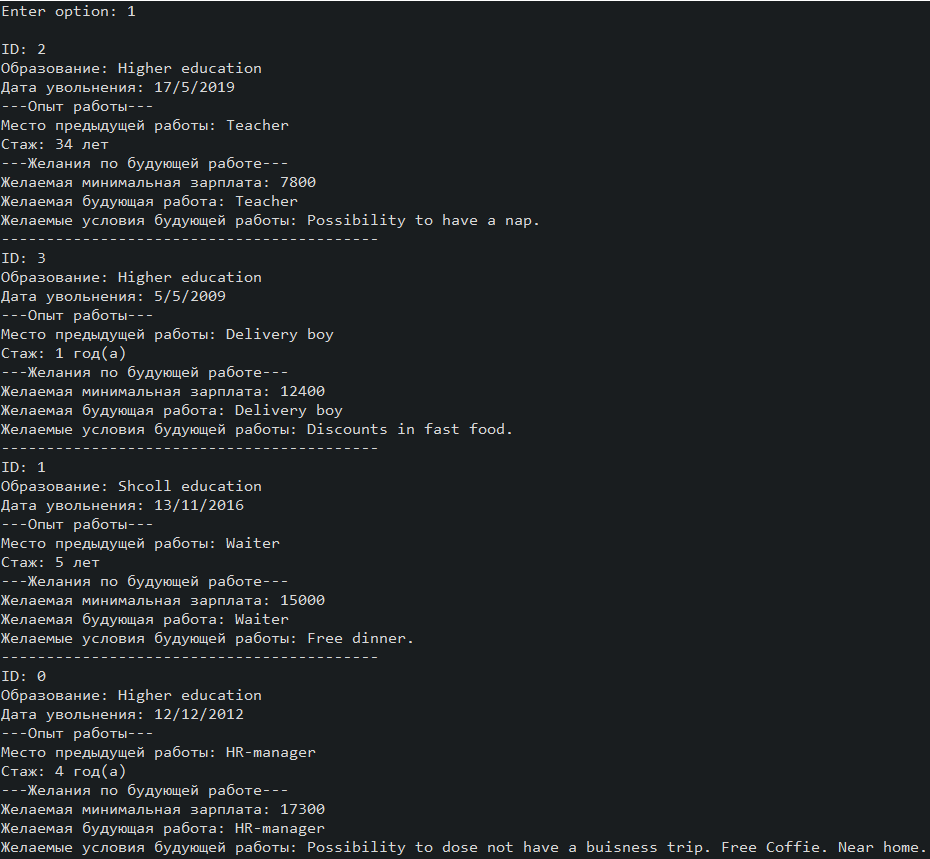 Enter option: 1
ID: 2
Образование: Higher education
Дата увольнения: 17/5/2019
---Опыт работы---
Место предыдущей работы: Teacher
Стаж: 34 лет
---Желания по будующей работе---
Желаемая минимальная зарплата: 7800
Желаемая будующая работа: Teacher
Желаемые условия будующей работы: Possibility to have a nap.
------------------------------------------
ID: 3
Образование: Higher education
Дата увольнения: 5/5/2009
---Опыт работы---
Место предыдущей работы: Delivery boy
Стаж: 1 год(а)
---Желания по будующей работе---
Желаемая минимальная зарплата: 12400
Желаемая будующая работа: Delivery boy
Желаемые условия будующей работы: Discounts in fast food.
------------------------------------------
ID: 1
Образование: Shcoll education
Дата увольнения: 13/11/2016
---Опыт работы---
Место предыдущей работы: Waiter
Стаж: 5 лет
---Желания по будующей работе---
Желаемая минимальная зарплата: 15000
Желаемая будующая работа: Waiter
Желаемые условия будующей работы: Free dinner.
------------------------------------------
ID: 0
Образование: Higher education
Дата увольнения: 12/12/2012
---Опыт работы---
Место предыдущей работы: HR-manager
Стаж: 4 год(а)
---Желания по будующей работе---
Желаемая минимальная зарплата: 17300
Желаемая будующая работа: HR-manager
Желаемые условия будующей работы: Possibility to dose not have a buisness trip. Free Coffie. Near home.